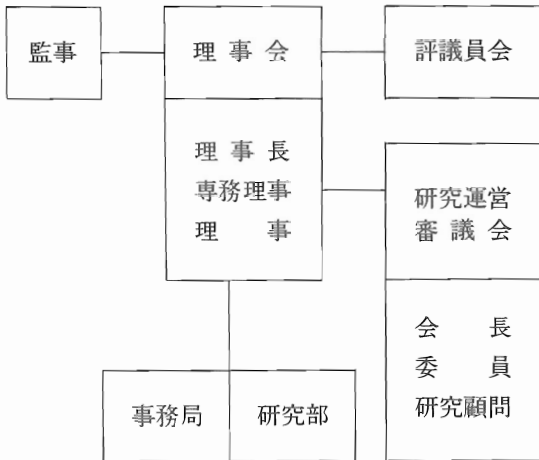 監事
理事会
評議員会
理事長
専務理事
理事
研究運営
審議会
会長
委員
研究顧問
事務局
研究部